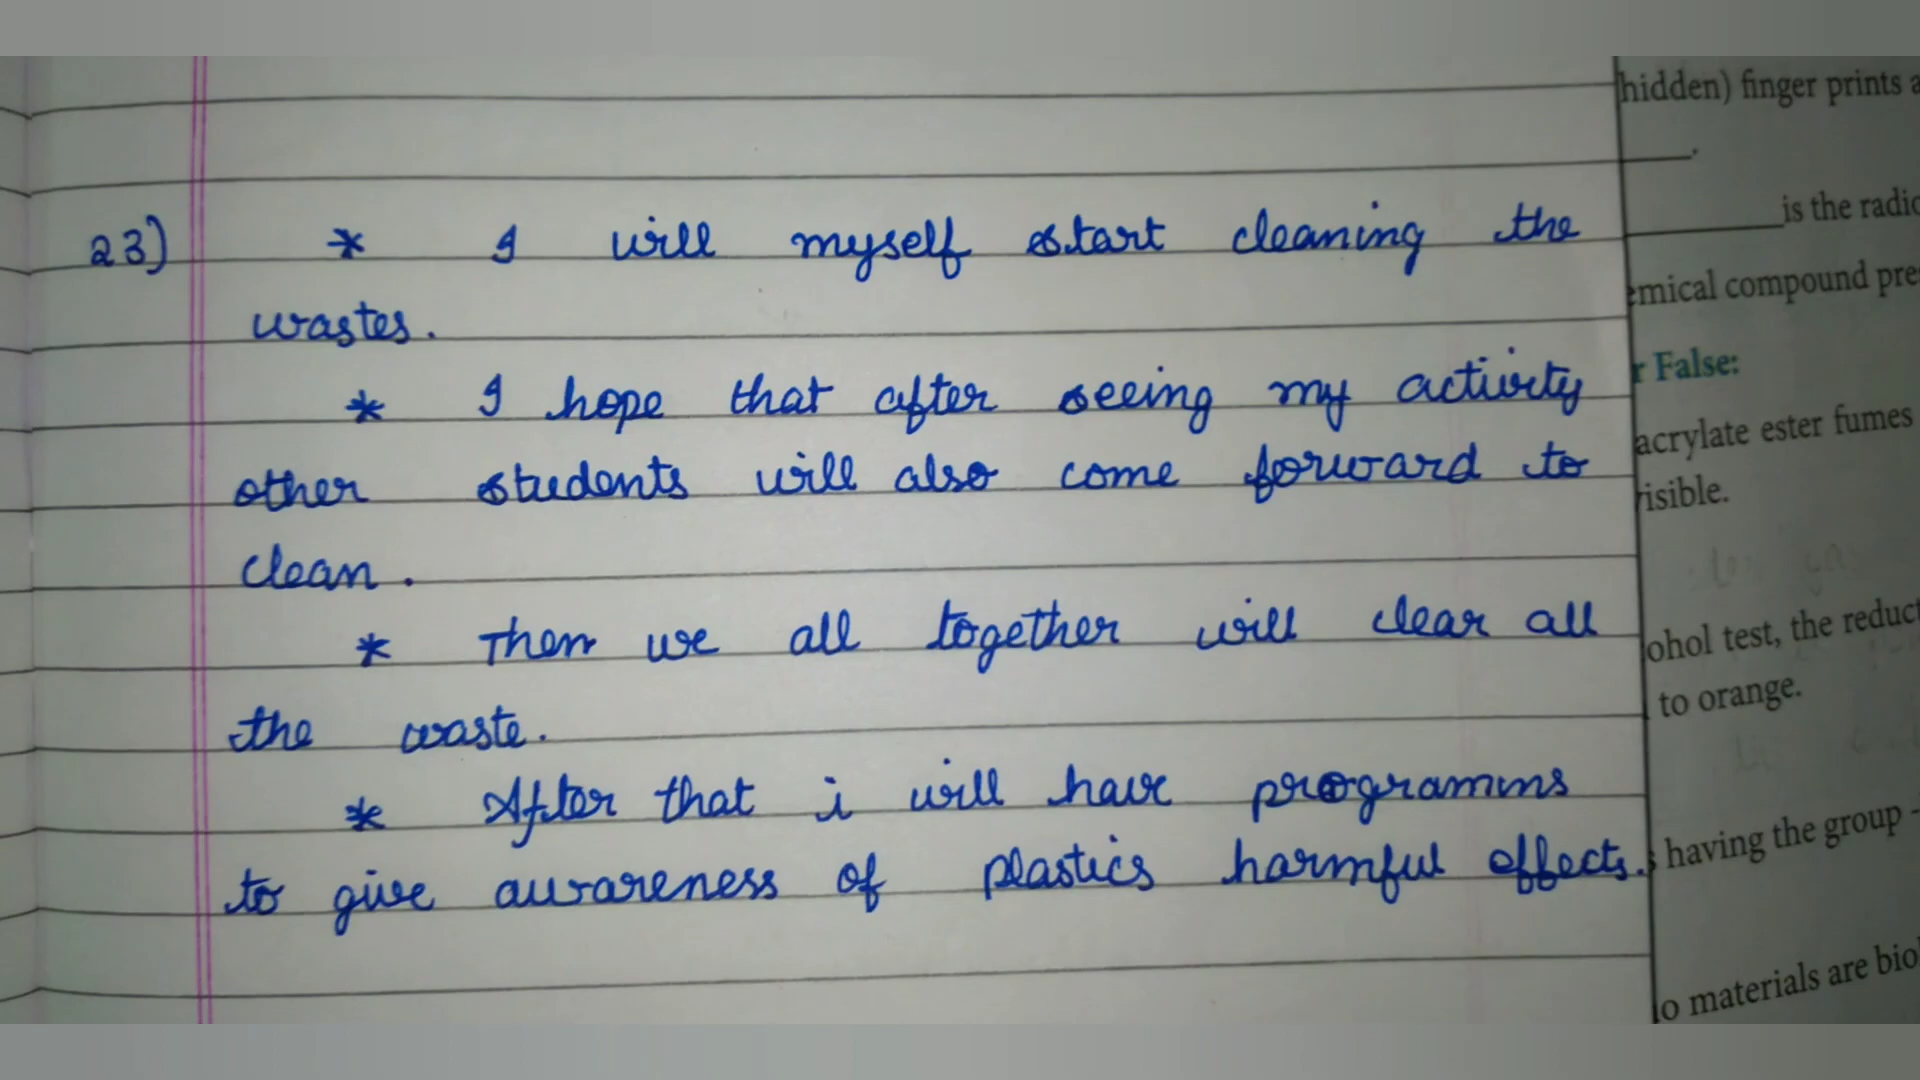 23) * I will myself start cleaning the
wastes.
* I hope that after seeing my activity
other students will also come forward to
clean.
* Then we all together will clear all
the waste.
* After that i will have programms
to give awareness of plastics harmful effects.
hidden) finger prints a
is the radio
emical compound pre
r False:
acrylate ester fumes
isible.
ohol test, the reduct
to orange.
s having the group -
o materials are bio